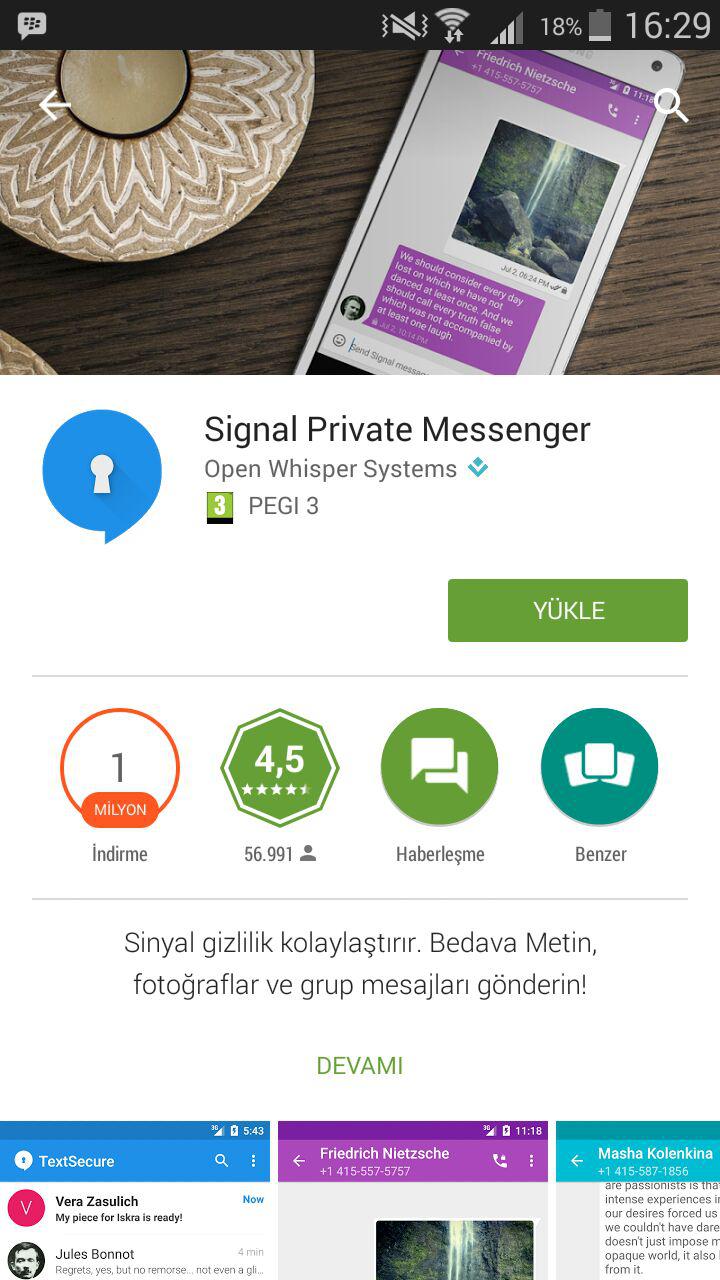 18% 16:29
Friedrich Nietzsche
+1 415-557-5757
11:18
Jul 2, 06:24 PM
We should consider every day
lost on which we have not
danced at least once. And we
should call every truth false
which was not accompanied by
at least one laugh.
Jul 2, 10:14 PM
Send Signal
Signal Private Messenger
Open Whisper Systems
3 PEGI 3
YÜKLE
1
MİLYON
4,5
İndirme
56.991
Haberleşme
Benzer
Sinyal gizlilik kolaylaştırır. Bedava Metin,
fotoğraflar ve grup mesajları gönderin!
DEVAMI
3G 5:43
TextSecure
V
Vera Zasulich
Now
My piece for Iskra is ready!
Jules Bonnot
4 min
Regrets, yes, but no remorse... not even a gli...
3G 11:18
Friedrich Nietzsche
+1 415-557-5757
Masha Kolenkina
+1 415-587-1856
are passionists is tha
intense experiences in
our desires forced us
we couldn't have dare
doesn't just impose m
opaque world, it also
from it.